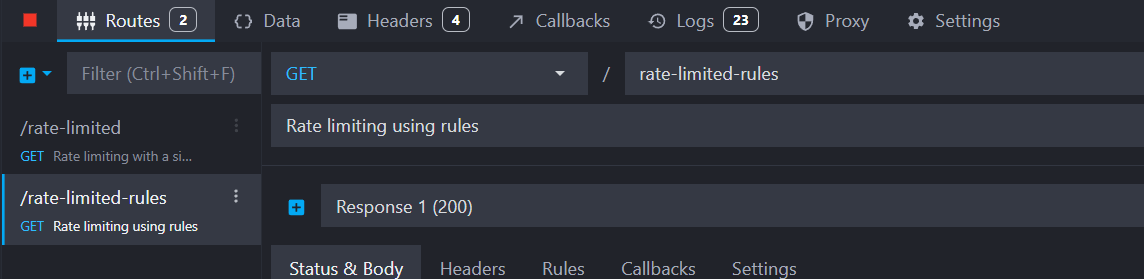 Routes 2 Data Headers 4 Callbacks Logs 23 Proxy Settings
Filter (Ctrl+Shift+F)
GET / rate-limited-rules
/rate-limited
GET Rate limiting with a si...
Rate limiting using rules
/rate-limited-rules
GET Rate limiting using rules
Response 1 (200)
Status & Body Headers Rules Callbacks Settings